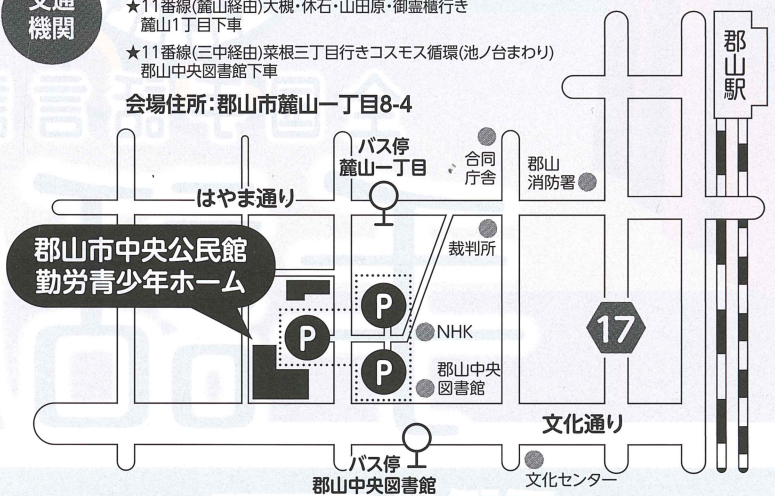 交通
機関
★11番線(麓山経由)大槻・休石・山田原・御霊櫃行き
麓山1丁目下車
★11番線(三中経由)菜根三丁目行きコスモス循環(池ノ台まわり)
郡山中央図書館下車
会場住所:郡山市麓山一丁目8-4
郡山駅
バス停
麓山一丁目
合同
庁舎
郡山
消防署
はやま通り
裁判所
郡山市中央公民館
勤労青少年ホーム
P
P
P
NHK
17
郡山中央
図書館
文化通り
バス停
郡山中央図書館
文化センター